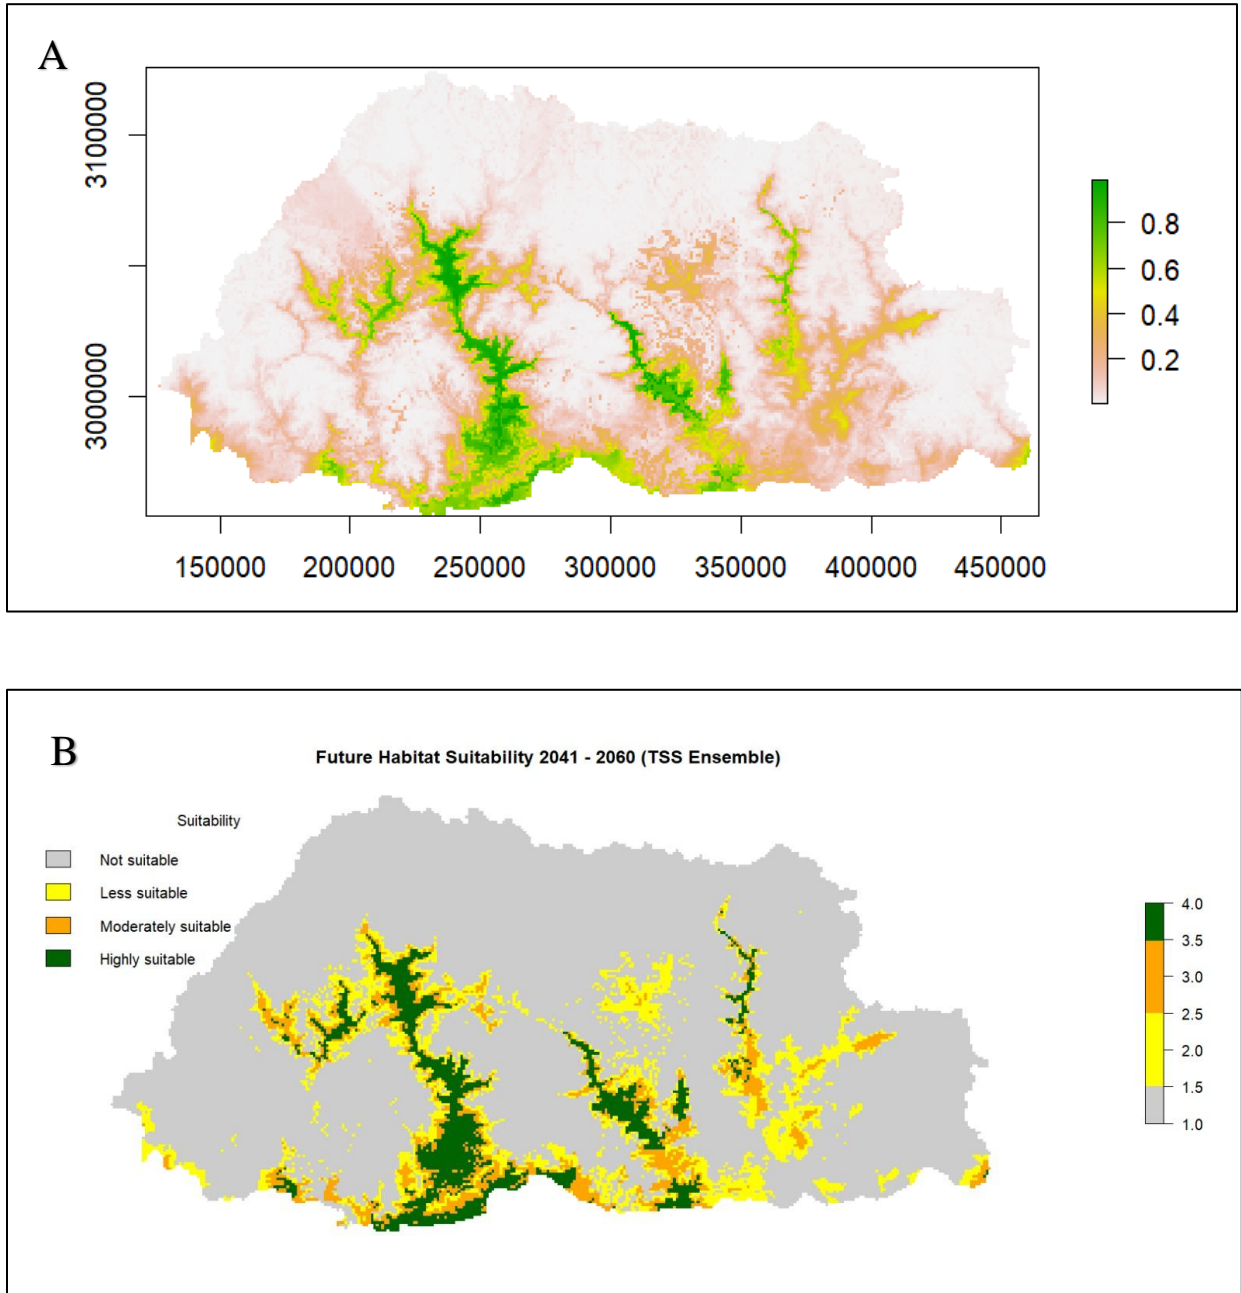 A
3100000
3000000
0.8
0.6
0.4
0.2
150000 200000 250000 300000 350000 400000 450000
B
Future Habitat Suitability 2041 - 2060 (TSS Ensemble)
Suitability
Not suitable
Less suitable
Moderately suitable
Highly suitable
4.0
3.5
3.0
2.5
2.0
1.5
1.0